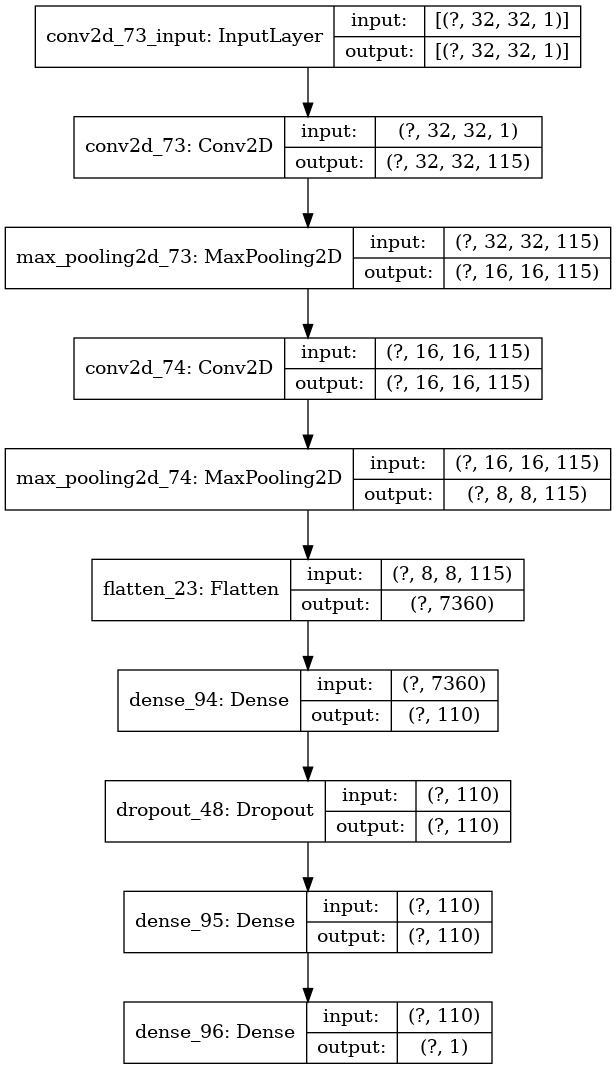 conv2d_73_input: InputLayer
input: [(?, 32, 32, 1)]
output: [(?, 32, 32, 1)]
conv2d_73: Conv2D
input: (?, 32, 32, 1)
output: (?, 32, 32, 115)
max_pooling2d_73: MaxPooling2D
input: (?, 32, 32, 115)
output: (?, 16, 16, 115)
conv2d_74: Conv2D
input: (?, 16, 16, 115)
output: (?, 16, 16, 115)
max_pooling2d_74: MaxPooling2D
input: (?, 16, 16, 115)
output: (?, 8, 8, 115)
flatten_23: Flatten
input: (?, 8, 8, 115)
output: (?, 7360)
dense_94: Dense
input: (?, 7360)
output: (?, 110)
dropout_48: Dropout
input: (?, 110)
output: (?, 110)
dense_95: Dense
input: (?, 110)
output: (?, 110)
dense_96: Dense
input: (?, 110)
output: (?, 1)